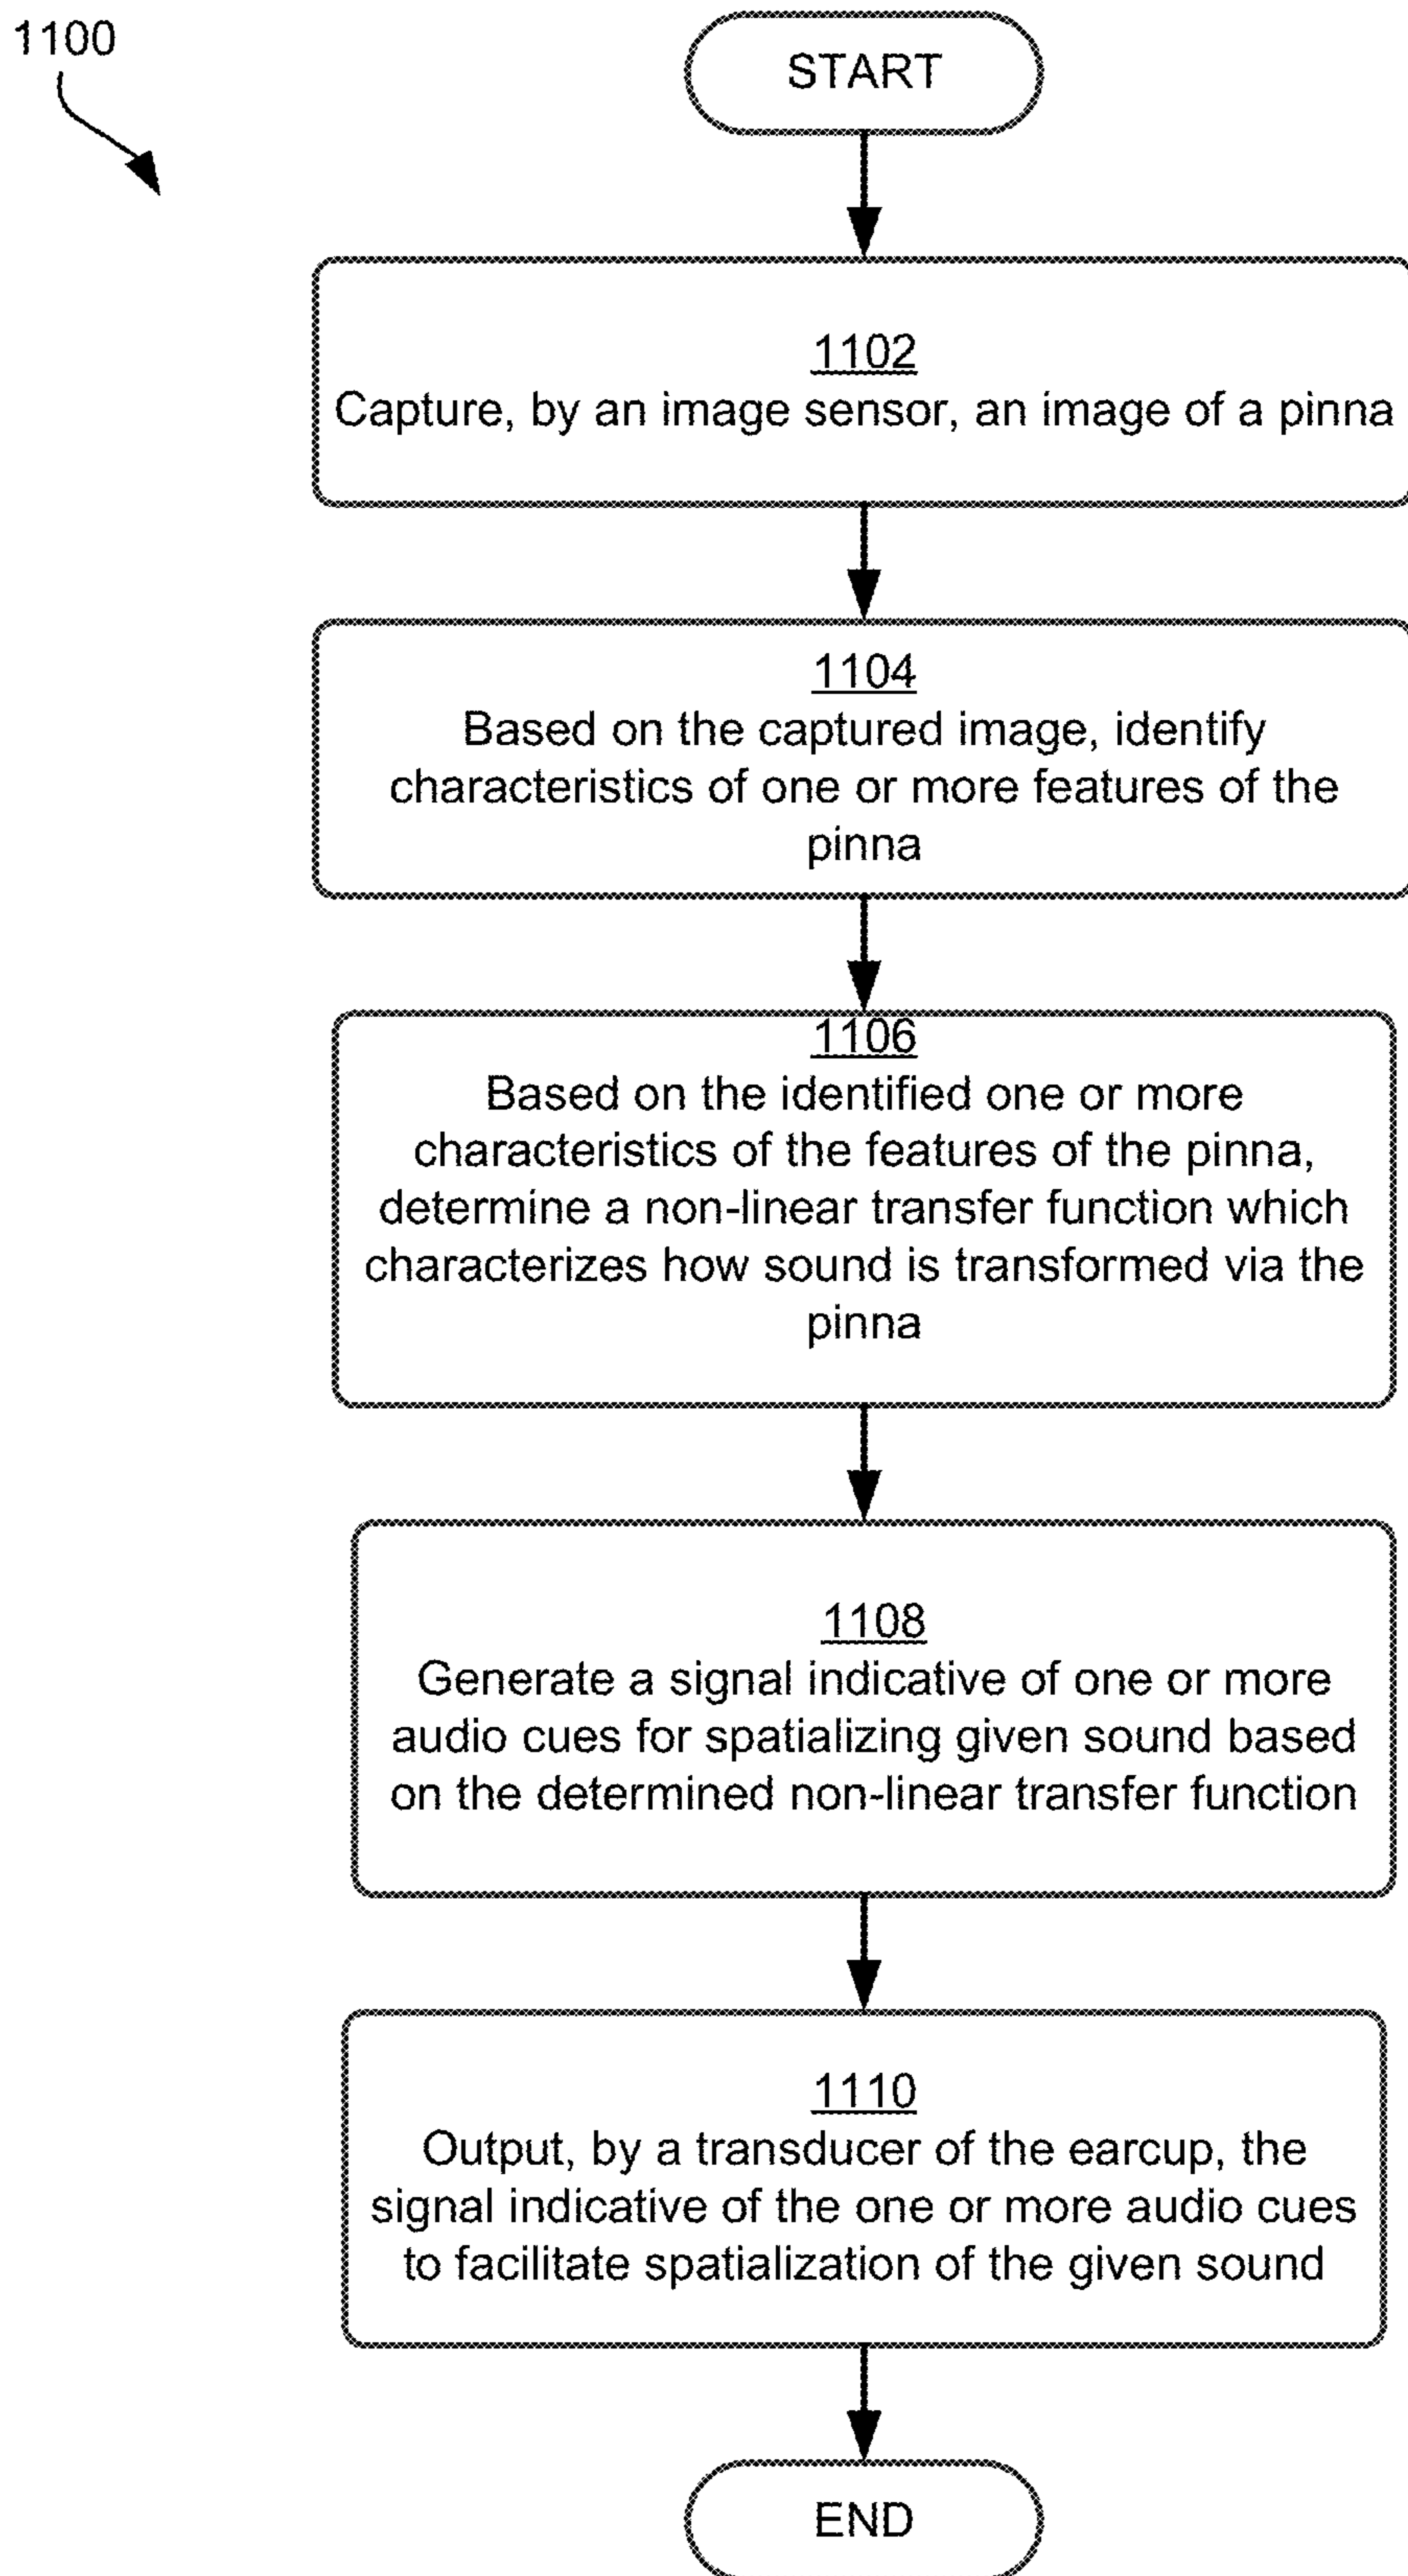 1100
START
1102
Capture, by an image sensor, an image of a pinna
1104
Based on the captured image, identify
characteristics of one or more features of the
pinna
1106
Based on the identified one or more
characteristics of the features of the pinna,
determine a non-linear transfer function which
characterizes how sound is transformed via the
pinna
1108
Generate a signal indicative of one or more
audio cues for spatializing given sound based
on the determined non-linear transfer function
1110
Output, by a transducer of the earcup, the
signal indicative of the one or more audio cues
to facilitate spatialization of the given sound
END